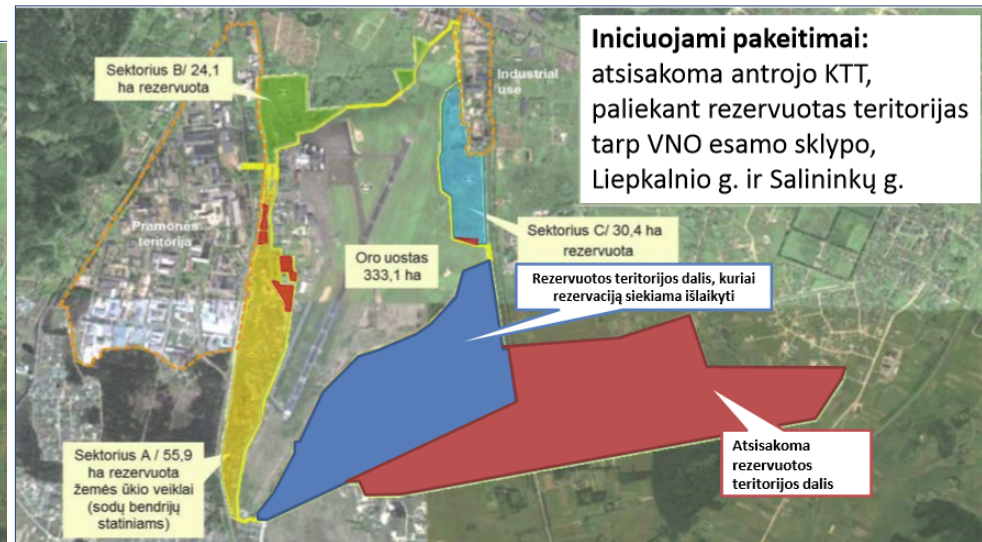 Iniciuojami pakeitimai:
atsisakoma antrojo KTT,
paliekant rezervuotas teritorijas
tarp VNO esamo sklypo,
Liepkalnio g. ir Salininkų g.
Sektorius B/ 24,1
ha rezervuota
Industrial
use
Pramonės
teritorija
Sektorius C/ 30,4 ha
rezervuota
Oro uostas
333,1 ha
Rezervuotos teritorijos dalis, kuriai
rezervaciją siekiama išlaikyti
Atsisakoma
rezervuotos
teritorijos dalis
Sektorius A / 55,9
ha rezervuota
žemės ūkio veiklai
(sodų bendrijų
statiniams)